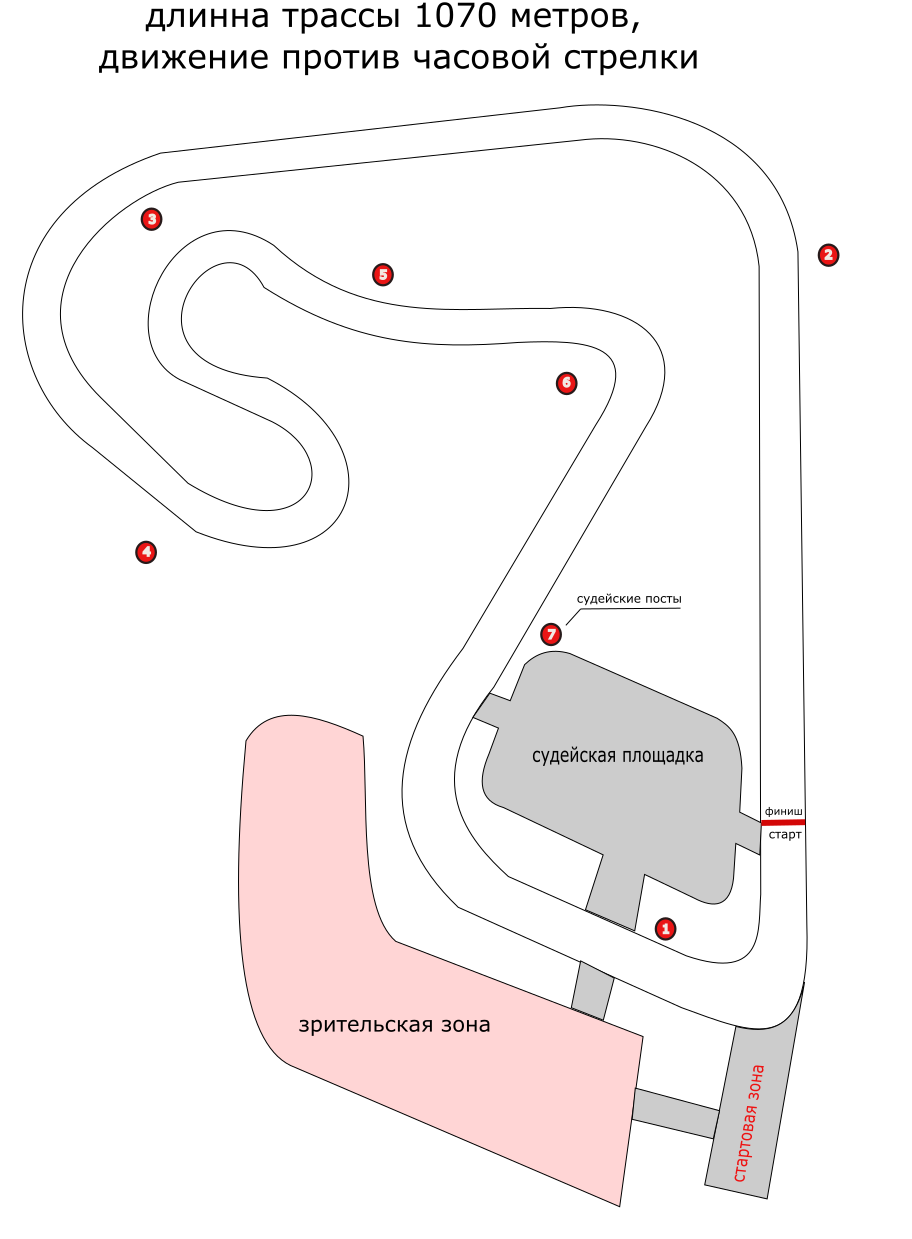 длинна трассы 1070 метров,
движение против часовой стрелки
3
2
5
6
4
судейские посты
7
судейская площадка
финиш
старт
1
зрительская зона
стартовая зона